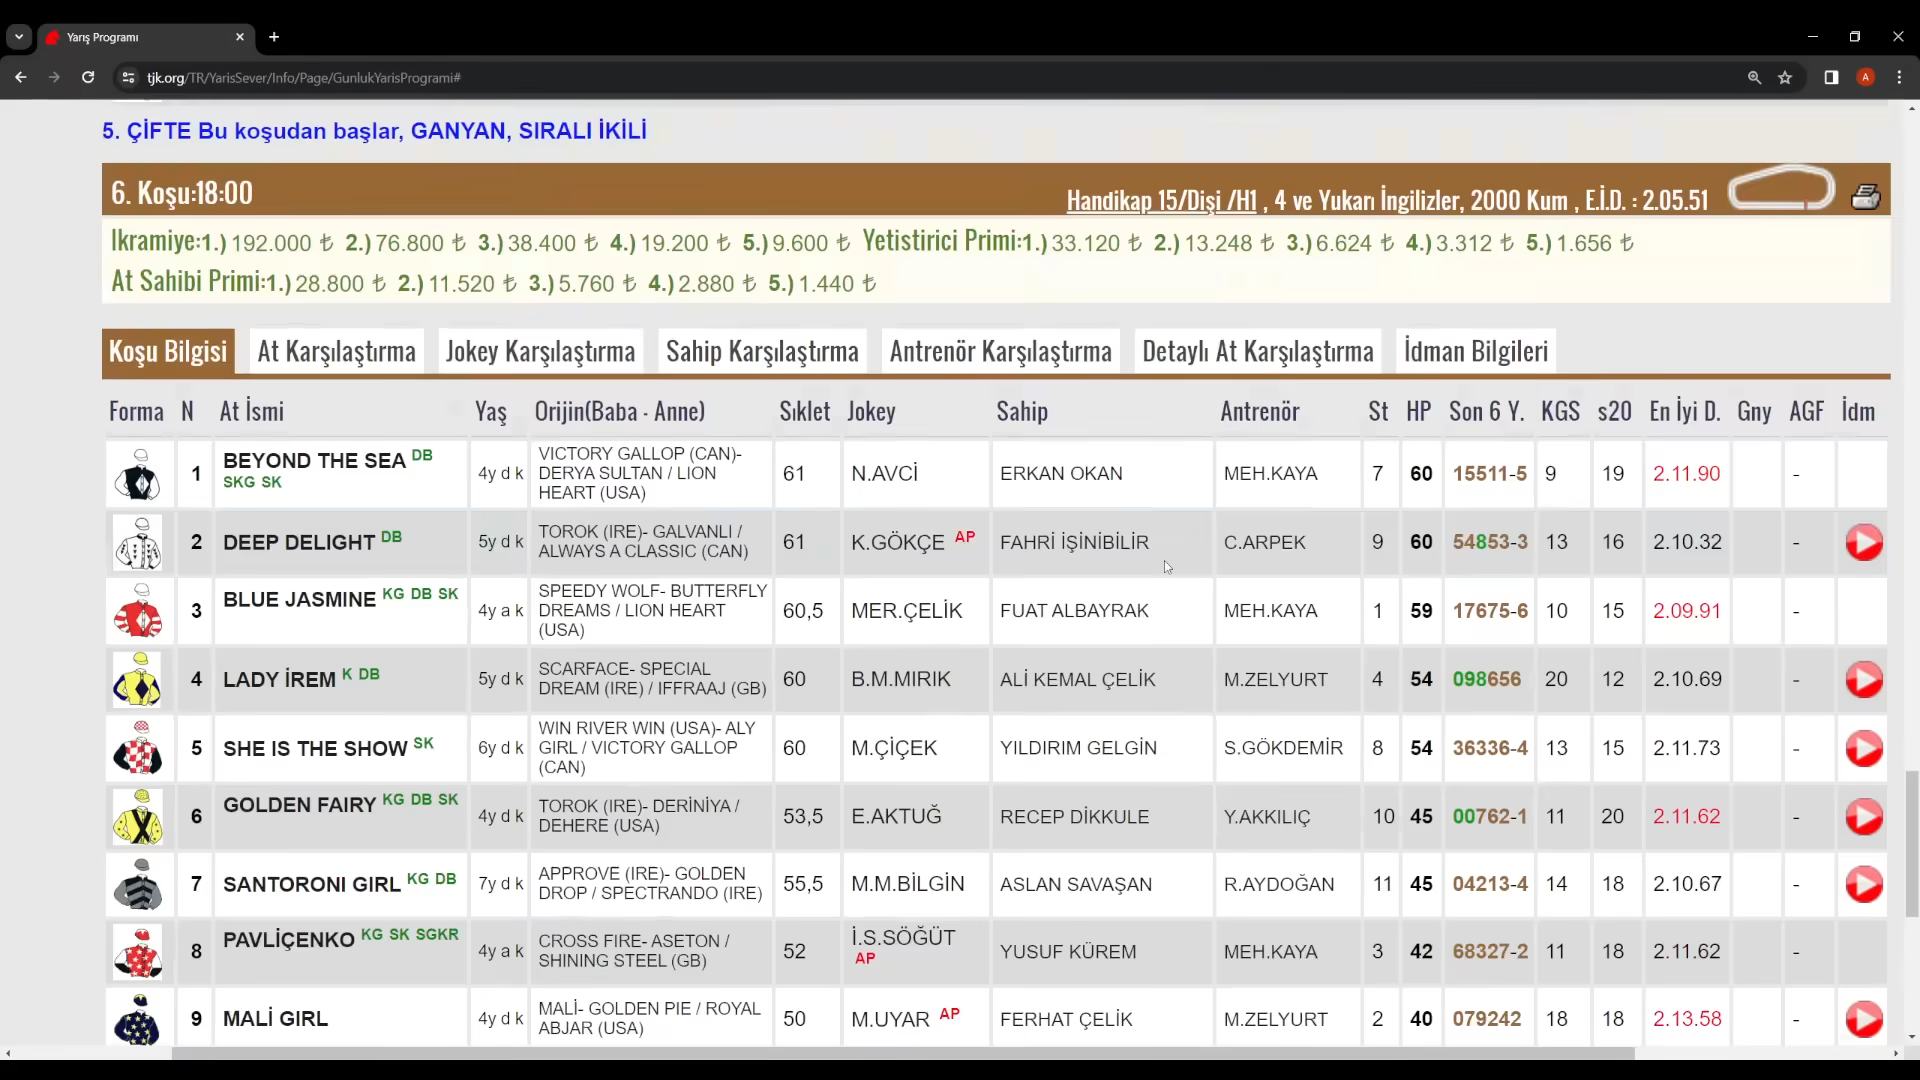 Yarış Programı
tjk.org/TR/YarisSever/Info/Page/GunlukYarisProgrami#
A
5. ÇİFTE Bu koşudan başlar, GANYAN, SIRALI İKİLİ
6. Koşu:18:00
Handikap 15/Dişi /H1 , 4 ve Yukarı İngilizler, 2000 Kum , E.İ.D. : 2.05.51
Ikramiye:1.) 192.000 ₺ 2.) 76.800 ₺ 3.) 38.400 ₺ 4.) 19.200 ₺ 5.) 9.600 ₺ Yetistirici Primi:1.) 33.120 ₺ 2.) 13.248 ₺ 3.) 6.624 ₺ 4.) 3.312 ₺ 5.) 1.656 ₺
At Sahibi Primi:1.) 28.800 ₺ 2.) 11.520 ₺ 3.) 5.760 ₺ 4.) 2.880 ₺ 5.) 1.440 ₺
Koşu Bilgisi At Karşılaştırma Jokey Karşılaştırma Sahip Karşılaştırma Antrenör Karşılaştırma Detaylı At Karşılaştırma İdman Bilgileri
Forma N At İsmi Yaş Orijin(Baba - Anne) Sıklet Jokey Sahip Antrenör St HP Son 6 Y. KGS s20 En İyi D. Gny AGF İdm
1 BEYOND THE SEA DB SKG SK 4y d k VICTORY GALLOP (CAN)- DERYA SULTAN / LION HEART (USA) 61 N.AVCİ ERKAN OKAN MEH.KAYA 7 60 15511-5 9 19 2.11.90 -
2 DEEP DELIGHT DB 5y d k TOROK (IRE)- GALVANLI / ALWAYS A CLASSIC (CAN) 61 K.GÖKÇE AP FAHRİ İŞİNİBİLİR C.ARPEK 9 60 54853-3 13 16 2.10.32 -
3 BLUE JASMINE KG DB SK 4y a k SPEEDY WOLF- BUTTERFLY DREAMS / LION HEART (USA) 60,5 MER.ÇELİK FUAT ALBAYRAK MEH.KAYA 1 59 17675-6 10 15 2.09.91 -
4 LADY İREM K DB 5y d k SCARFACE- SPECIAL DREAM (IRE) / IFFRAAJ (GB) 60 B.M.MIRIK ALİ KEMAL ÇELİK M.ZELYURT 4 54 098656 20 12 2.10.69 -
5 SHE IS THE SHOW SK 6y d k WIN RIVER WIN (USA)- ALY GIRL / VICTORY GALLOP (CAN) 60 M.ÇİÇEK YILDIRIM GELGİN S.GÖKDEMİR 8 54 36336-4 13 15 2.11.73 -
6 GOLDEN FAIRY KG DB SK 4y d k TOROK (IRE)- DERİNİYA / DEHERE (USA) 53,5 E.AKTUĞ RECEP DİKKULE Y.AKKILIÇ 10 45 00762-1 11 20 2.11.62 -
7 SANTORONI GIRL KG DB 7y d k APPROVE (IRE)- GOLDEN DROP / SPECTRANDO (IRE) 55,5 M.M.BİLGİN ASLAN SAVAŞAN R.AYDOĞAN 11 45 04213-4 14 18 2.10.67 -
8 PAVLİÇENKO KG SK SGKR 4y a k CROSS FIRE- ASETON / SHINING STEEL (GB) 52 İ.S.SÖĞÜT AP YUSUF KÜREM MEH.KAYA 3 42 68327-2 11 18 2.11.62 -
9 MALİ GIRL 4y d k MALİ- GOLDEN PIE / ROYAL ABJAR (USA) 50 M.UYAR AP FERHAT ÇELİK M.ZELYURT 2 40 079242 18 18 2.13.58 -